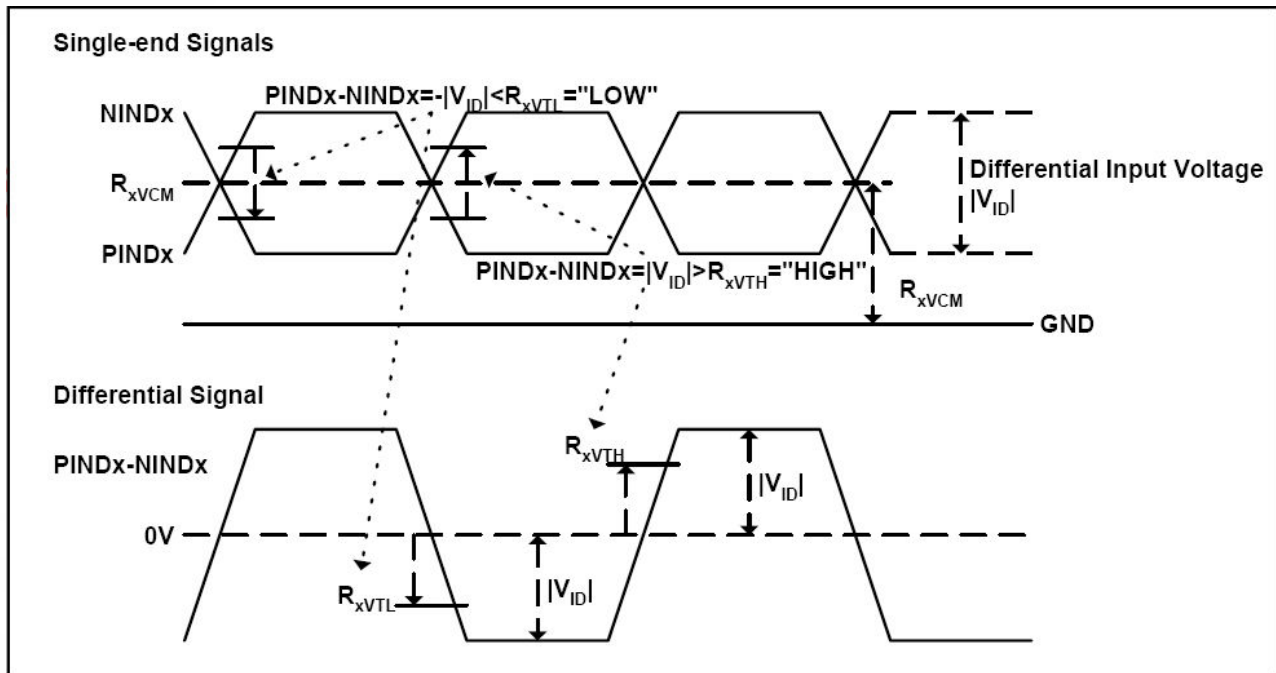 Single-end Signals
PINDx-NINDx=-|VID|<RxVTL="LOW"
NINDx
RxVCM
PINDx
Differential Input Voltage
|VID|
PINDx-NINDx=|VID|>RxVTH="HIGH"
RxVCM
GND
Differential Signal
PINDx-NINDx
RxVTH
|VID|
0V
RxVTL
|VID|